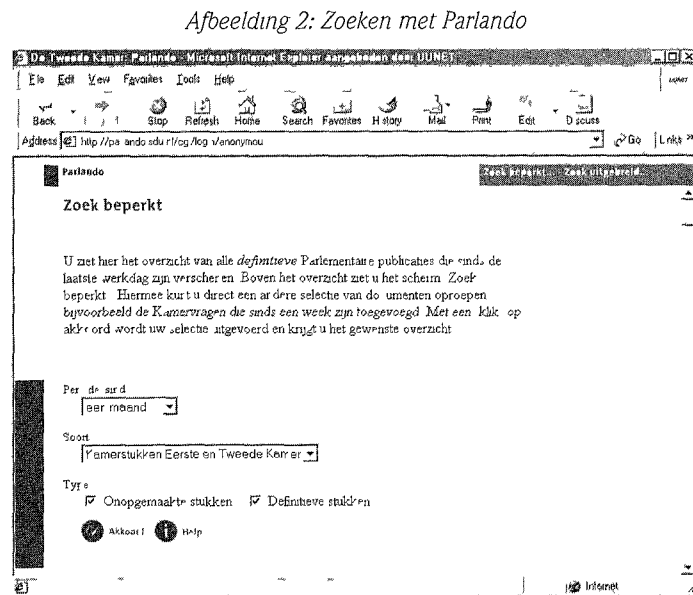 Afbeelding 2: Zoeken met Parlando
De Tweede Kamer: Parlando - Microsoft Internet Explorer aangeboden door UUNET
Edit View Favorites Tools Help
Back Stop Refresh Home Search Favorites History Mail Print Edit Discuss
Address Go Links »
Parlando Zoek beperkt Zoek uitgebreid
Zoek beperkt
U ziet hier het overzicht van alle definitieve Parlementaire publicaties die sinds de
laatste werkdag zijn verschenen Boven het overzicht ziet u het scherm Zoek
beperkt Hiermee kunt u direct een andere selectie van documenten oproepen
bijvoorbeeld de Kamervragen die sinds een week zijn toegevoegd Met een klik op
akkoord wordt uw selectie uitgevoerd en krijgt u het gewenste overzicht
Periode sinds
een maand
Soort
Kamerstukken Eerste en Tweede Kamer
Type
Onopgemaakte stukken Definitieve stukken
Akkoord Help
Internet